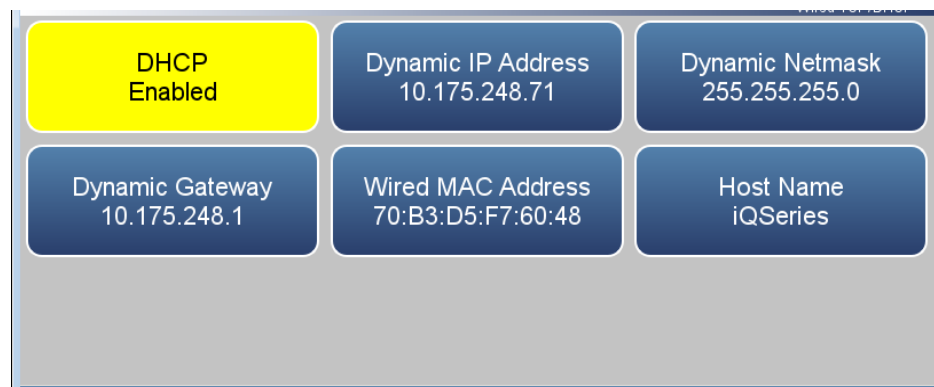 DHCP
Enabled
Dynamic IP Address
10.175.248.71
Dynamic Netmask
255.255.255.0
Dynamic Gateway
10.175.248.1
Wired MAC Address
70:B3:D5:F7:60:48
Host Name
iQSeries